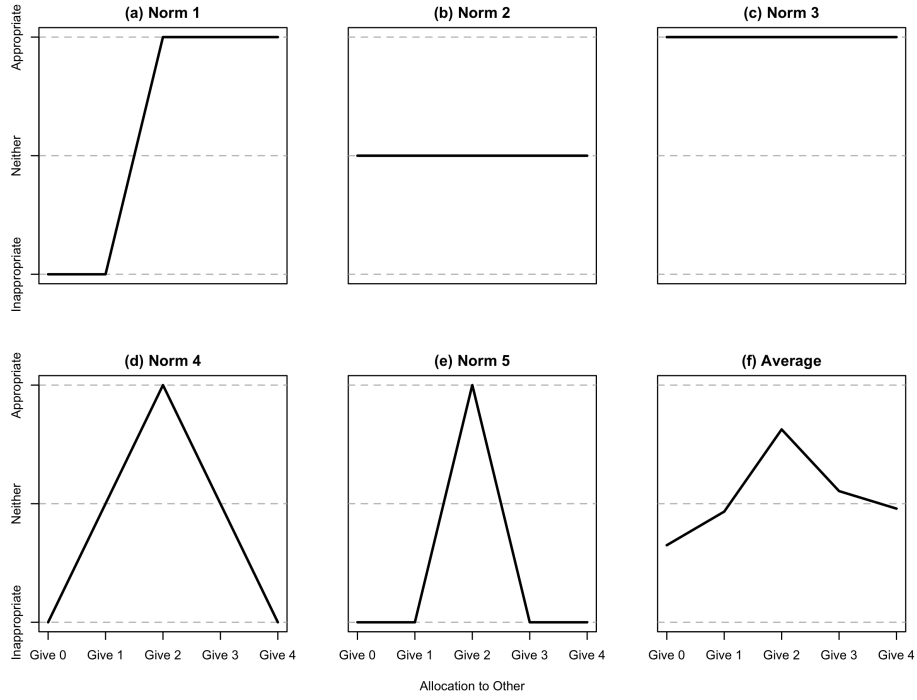 (a) Norm 1
(b) Norm 2
(c) Norm 3
Appropriate
Neither
Inappropriate
(d) Norm 4
(e) Norm 5
(f) Average
Appropriate
Neither
Inappropriate
Give 0 Give 1 Give 2 Give 3 Give 4
Give 0 Give 1 Give 2 Give 3 Give 4
Give 0 Give 1 Give 2 Give 3 Give 4
Allocation to Other